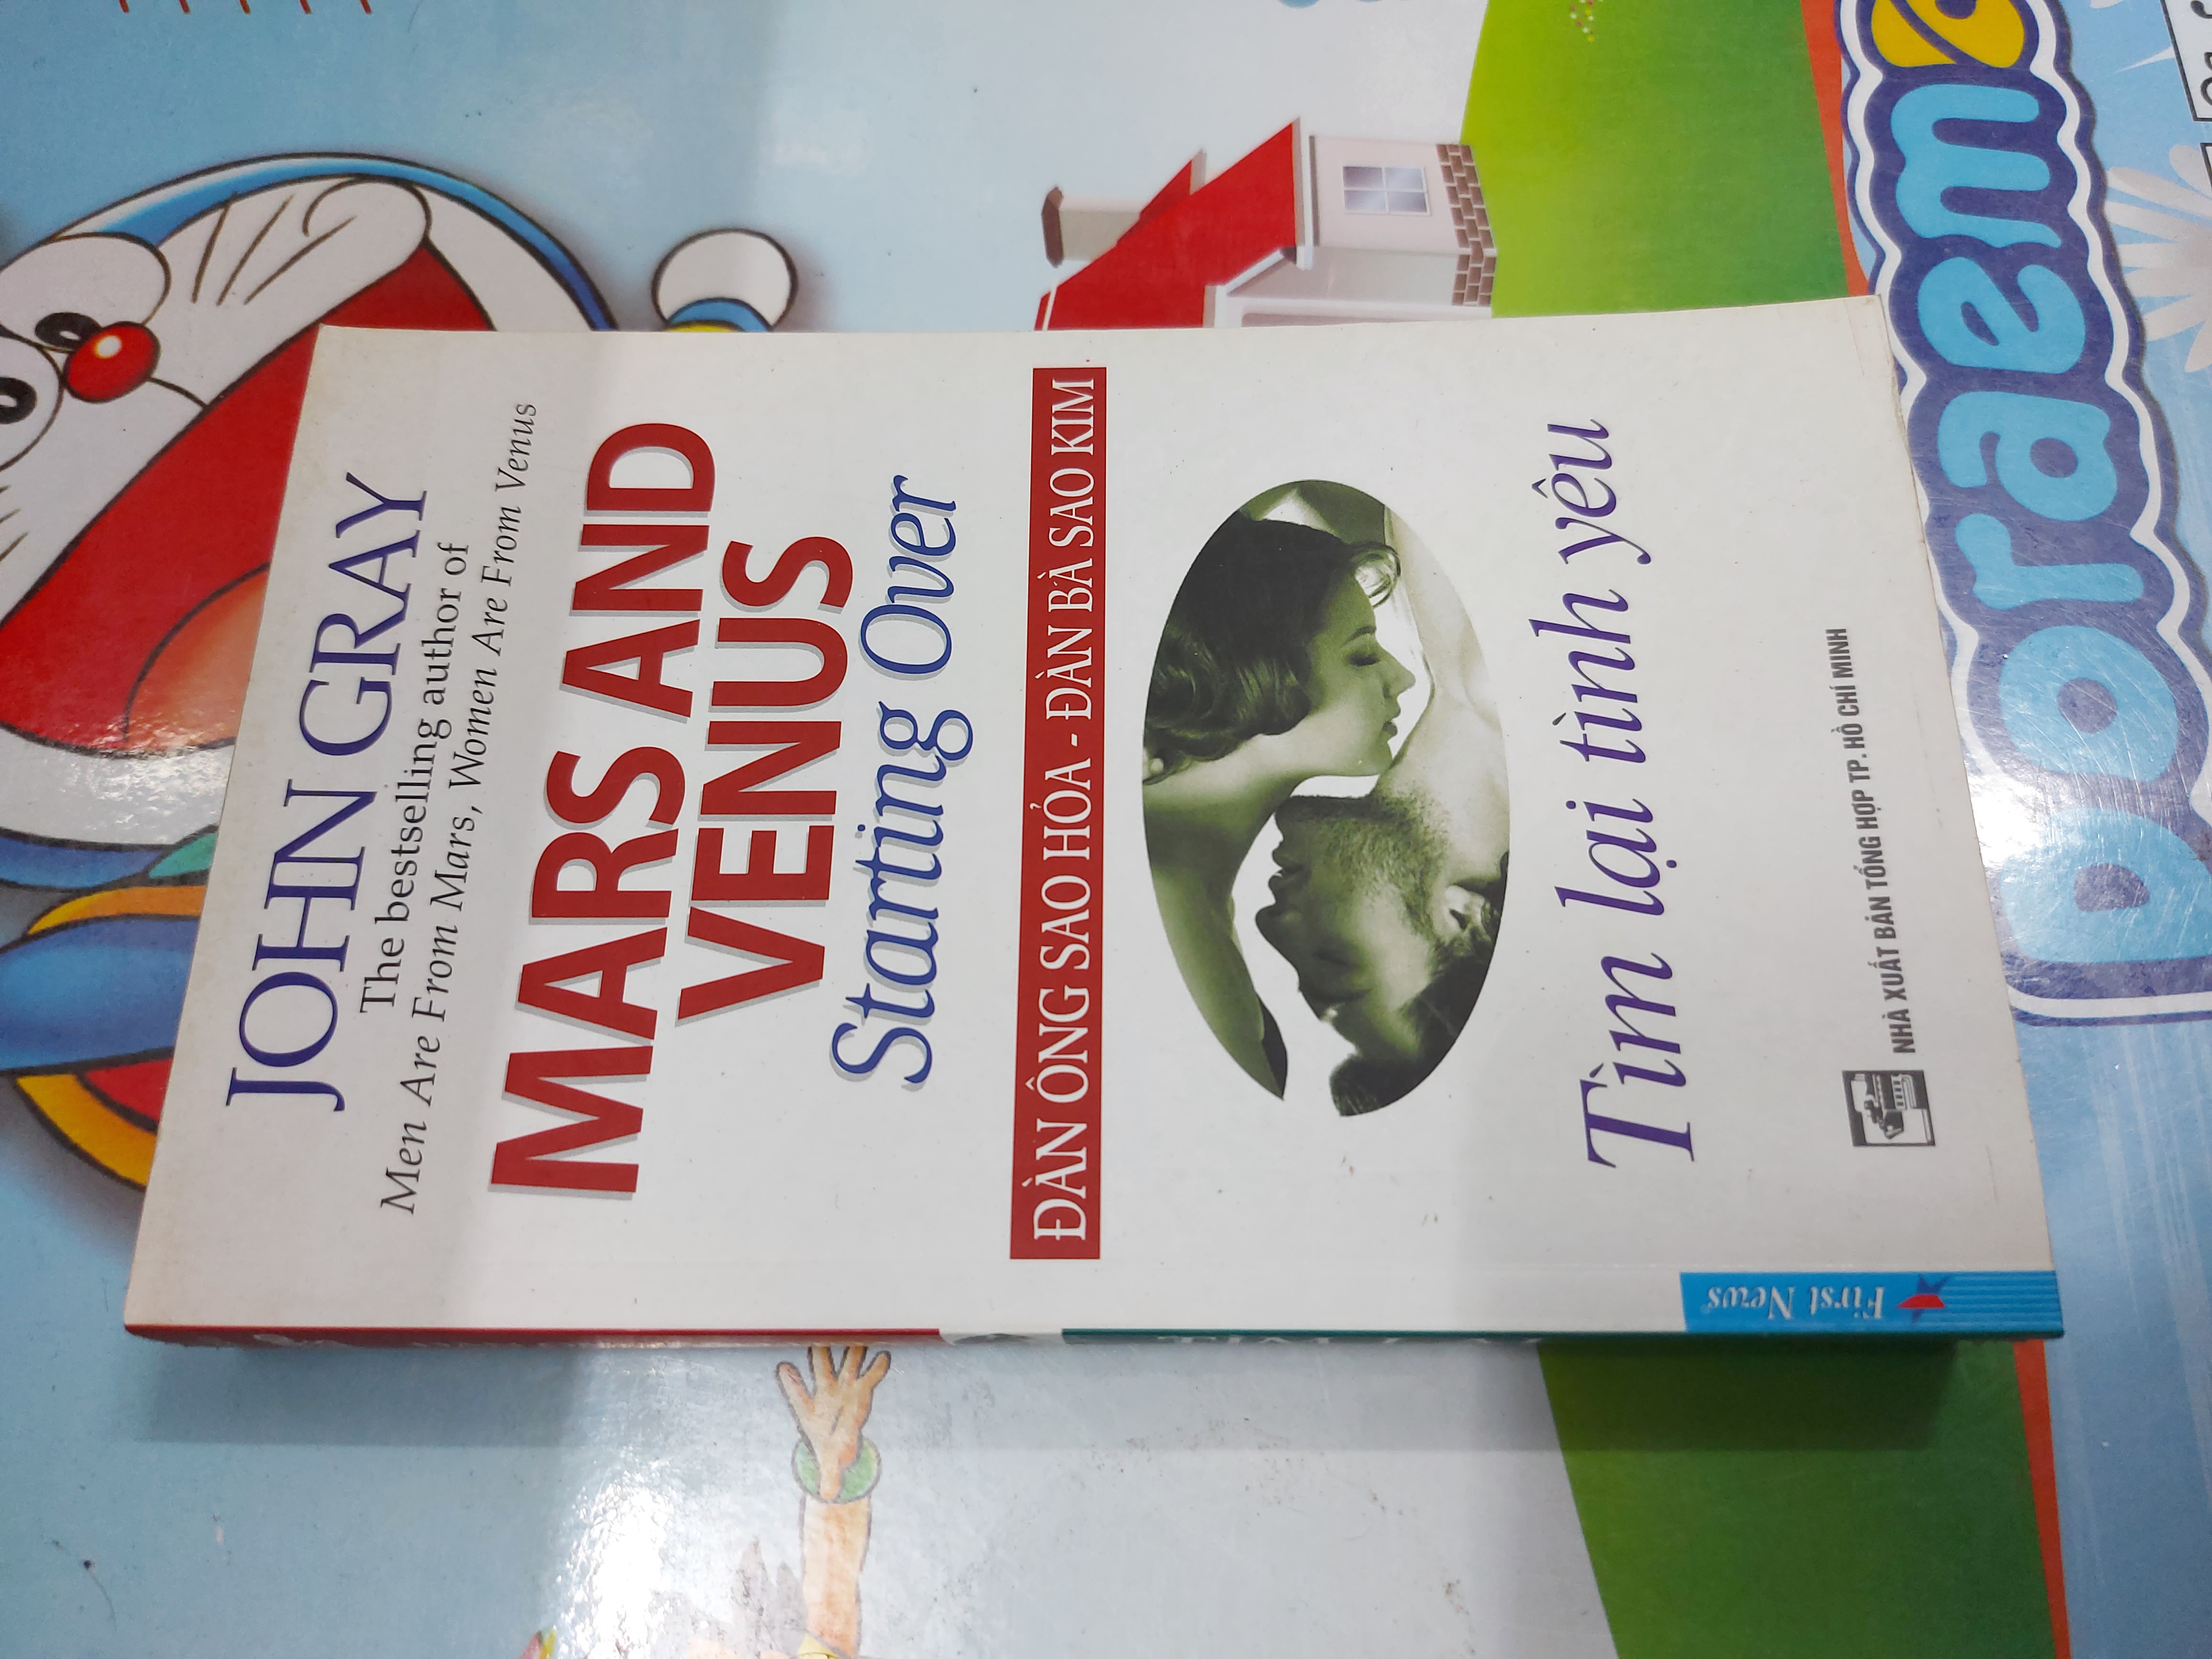 JOHN GRAY
The bestselling author of
Men Are From Mars, Women Are From Venus
MARS AND
VENUS
Starting Over
ĐÀN ÔNG SAO HỎA - ĐÀN BÀ SAO KIM
Tìm lại tình yêu
First News
NHÀ XUẤT BẢN TỔNG HỢP TP. HỒ CHÍ MINH
Doraem